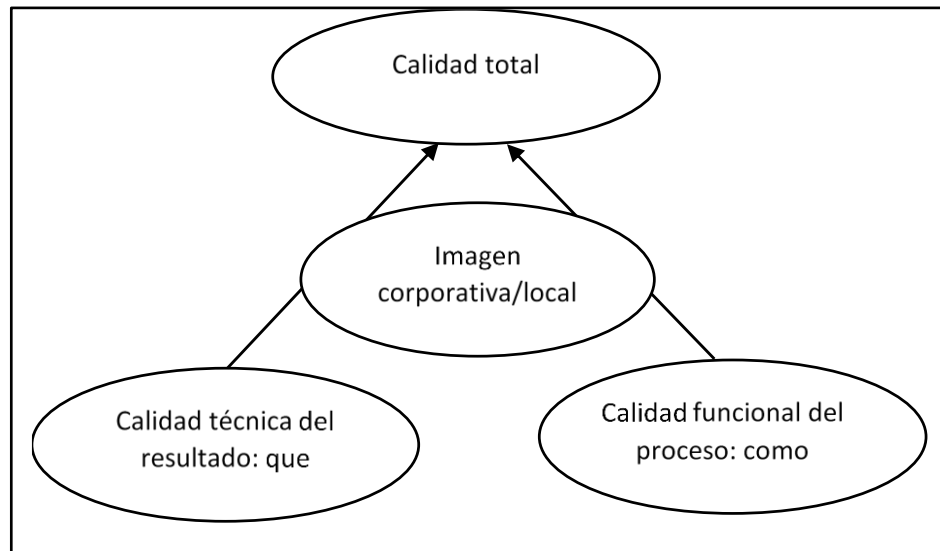 Calidad total
Imagen
corporativa/local
Calidad técnica del
resultado: que
Calidad funcional del
proceso: como